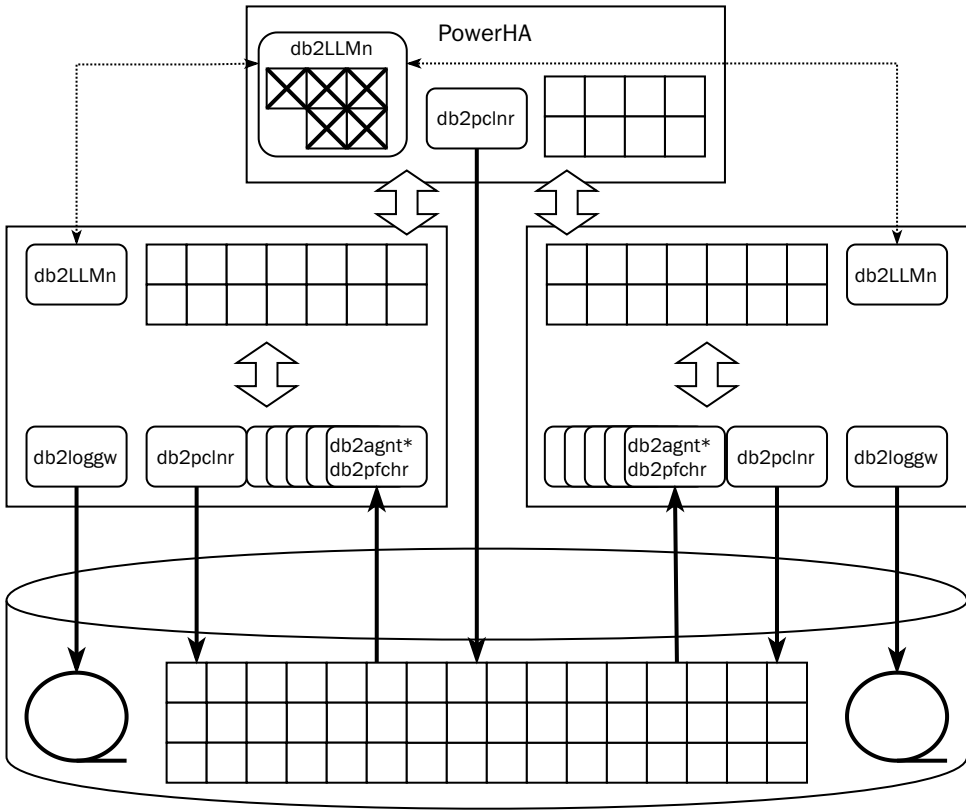 PowerHA
db2LLMn
db2pclnr
db2LLMn
db2LLMn
db2loggw
db2pclnr
db2agnt*
db2pfchr
db2agnt*
db2pfchr
db2pclnr
db2loggw